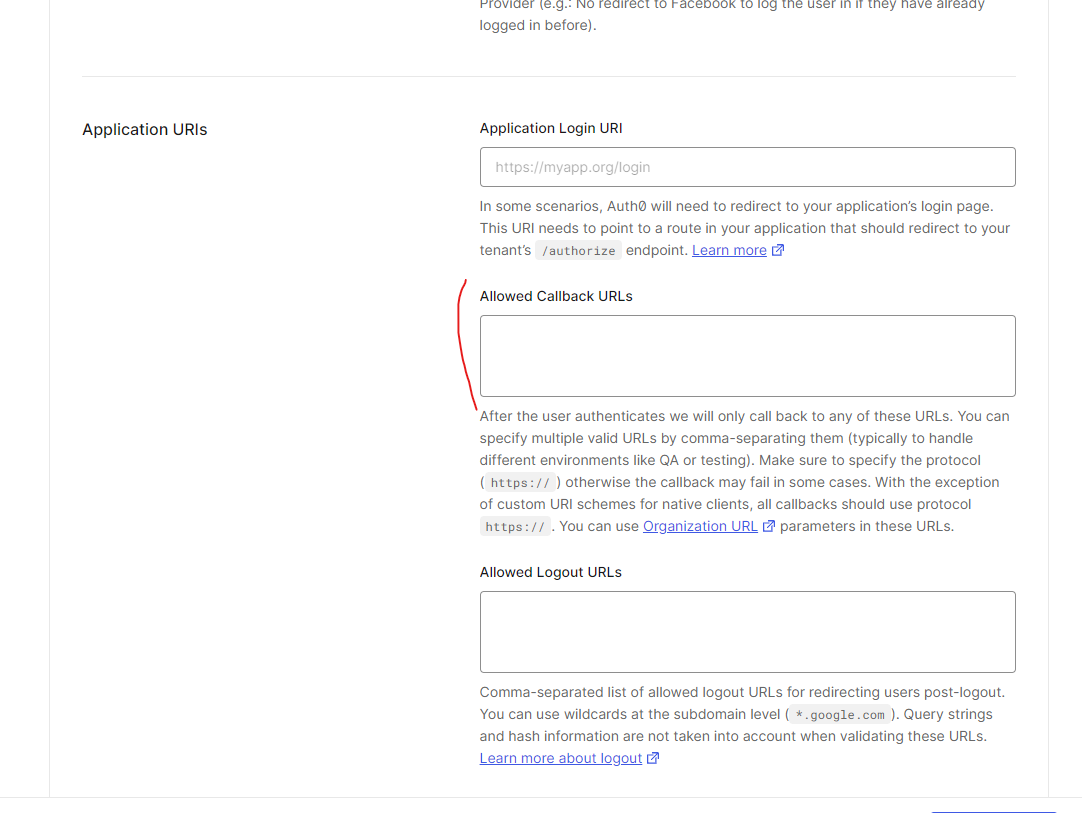 Provider (e.g.: No redirect to Facebook to log the user in if they have already
logged in before).
Application URIs
Application Login URI
https://myapp.org/login
In some scenarios, Auth0 will need to redirect to your application’s login page.
This URI needs to point to a route in your application that should redirect to your
tenant’s /authorize endpoint. Learn more
Allowed Callback URLs
After the user authenticates we will only call back to any of these URLs. You can
specify multiple valid URLs by comma-separating them (typically to handle
different environments like QA or testing). Make sure to specify the protocol
( https:// ) otherwise the callback may fail in some cases. With the exception
of custom URI schemes for native clients, all callbacks should use protocol
https:// . You can use Organization URL parameters in these URLs.
Allowed Logout URLs
Comma-separated list of allowed logout URLs for redirecting users post-logout.
You can use wildcards at the subdomain level ( *.google.com ). Query strings
and hash information are not taken into account when validating these URLs.
Learn more about logout